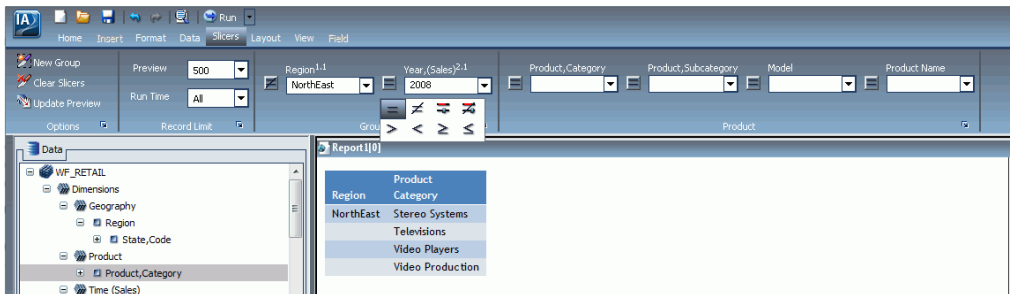 IA
Run
Home Insert Format Data Slicers Layout View Field
New Group
Clear Slicers
Update Preview
Options
Preview 500
Run Time All
Record Limit
Region1.1
NorthEast
Year,(Sales)2.1
2008
= ≠
> < ≥ ≤
Grou
Product,Category
Product,Subcategory
Model
Product Name
Product
Data
WF_RETAIL
Dimensions
Geography
Region
State,Code
Product
Product,Category
Time (Sales)
Report1[0]
Product
Region Category
NorthEast Stereo Systems
Televisions
Video Players
Video Production